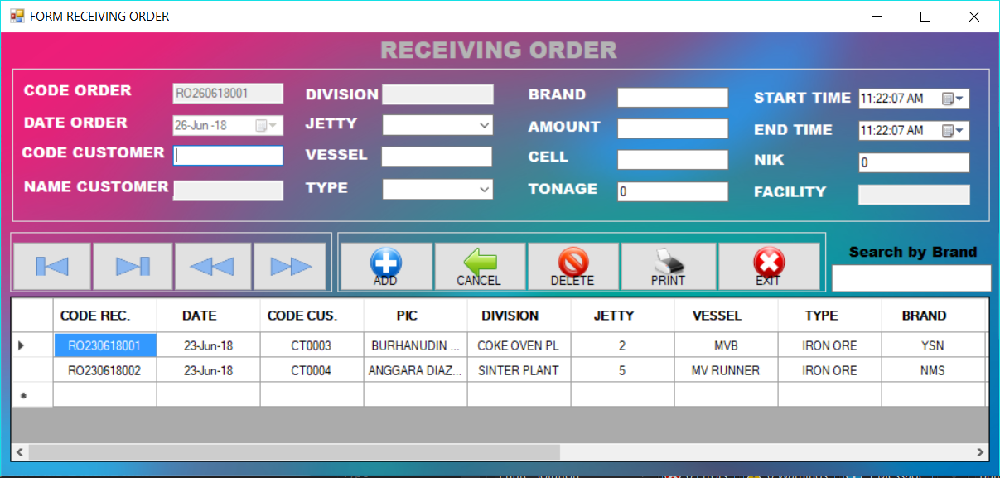 FORM RECEIVING ORDER
RECEIVING ORDER
CODE ORDER RO260618001 DIVISION BRAND START TIME 11:22:07 AM
DATE ORDER 26-Jun -18 JETTY AMOUNT END TIME 11:22:07 AM
CODE CUSTOMER VESSEL CELL NIK 0
NAME CUSTOMER TYPE TONAGE 0 FACILITY
Search by Brand
ADD CANCEL DELETE PRINT EXIT
CODE REC. DATE CODE CUS. PIC DIVISION JETTY VESSEL TYPE BRAND
RO230618001 23-Jun-18 CT0003 BURHANUDIN ... COKE OVEN PL 2 MVB IRON ORE YSN
RO230618002 23-Jun-18 CT0004 ANGGARA DIAZ... SINTER PLANT 5 MV RUNNER IRON ORE NMS